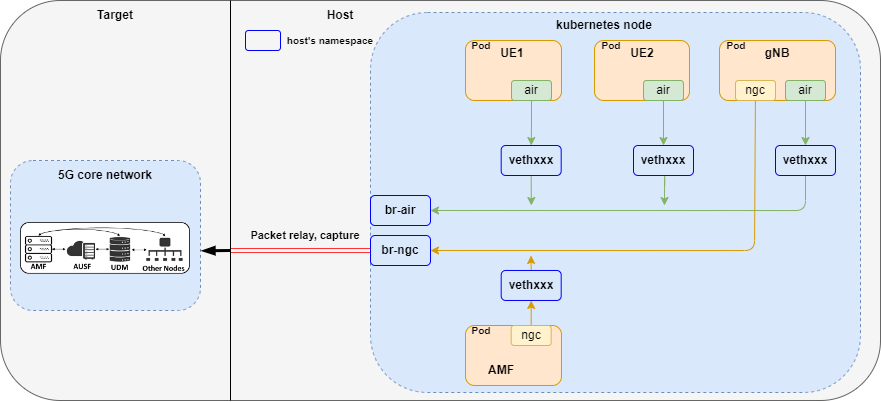 Target
Host
kubernetes node
host's namespace
Pod
UE1
air
Pod
UE2
air
Pod
gNB
ngc
air
vethxxx
vethxxx
vethxxx
5G core network
AMF
AUSF
UDM
Other Nodes
br-air
Packet relay, capture
br-ngc
vethxxx
Pod
ngc
AMF